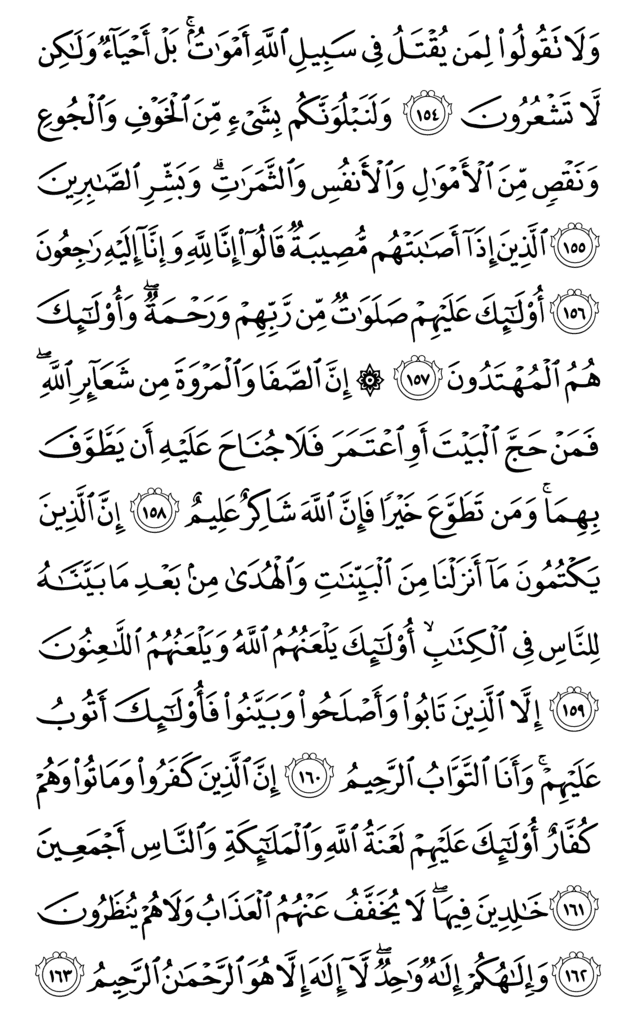 وَلَا تَقُولُوا۟ لِمَن يُقْتَلُ فِى سَبِيلِ ٱللَّهِ أَمْوَٰتٌۢ ۚ بَلْ أَحْيَآءٌ وَلَـٰكِن
لَّا تَشْعُرُونَ ١٥٤ وَلَنَبْلُوَنَّكُم بِشَىْءٍ مِّنَ ٱلْخَوْفِ وَٱلْجُوعِ
وَنَقْصٍ مِّنَ ٱلْأَمْوَٰلِ وَٱلْأَنفُسِ وَٱلثَّمَرَٰتِ ۗ وَبَشِّرِ ٱلصَّـٰبِرِينَ
١٥٥ ٱلَّذِينَ إِذَآ أَصَـٰبَتْهُم مُّصِيبَةٌ قَالُوٓا۟ إِنَّا لِلَّهِ وَإِنَّآ إِلَيْهِ رَٰجِعُونَ
١٥٦ أُو۟لَـٰٓئِكَ عَلَيْهِمْ صَلَوَٰتٌ مِّن رَّبِّهِمْ وَرَحْمَةٌ ۖ وَأُو۟لَـٰٓئِكَ
هُمُ ٱلْمُهْتَدُونَ ١٥٧ ۞ إِنَّ ٱلصَّفَا وَٱلْمَرْوَةَ مِن شَعَآئِرِ ٱللَّهِ ۖ
فَمَنْ حَجَّ ٱلْبَيْتَ أَوِ ٱعْتَمَرَ فَلَا جُنَاحَ عَلَيْهِ أَن يَطَّوَّفَ
بِهِمَا ۚ وَمَن تَطَوَّعَ خَيْرًا فَإِنَّ ٱللَّهَ شَاكِرٌ عَلِيمٌ ١٥٨ إِنَّ ٱلَّذِينَ
يَكْتُمُونَ مَآ أَنزَلْنَا مِنَ ٱلْبَيِّنَـٰتِ وَٱلْهُدَىٰ مِنۢ بَعْدِ مَا بَيَّنَّـٰهُ
لِلنَّاسِ فِى ٱلْكِتَـٰبِ ۙ أُو۟لَـٰٓئِكَ يَلْعَنُهُمُ ٱللَّهُ وَيَلْعَنُهُمُ ٱللَّـٰعِنُونَ
١٥٩ إِلَّا ٱلَّذِينَ تَابُوا۟ وَأَصْلَحُوا۟ وَبَيَّنُوا۟ فَأُو۟لَـٰٓئِكَ أَتُوبُ
عَلَيْهِمْ ۚ وَأَنَا ٱلتَّوَّابُ ٱلرَّحِيمُ ١٦٠ إِنَّ ٱلَّذِينَ كَفَرُوا۟ وَمَاتُوا۟ وَهُمْ
كُفَّارٌ أُو۟لَـٰٓئِكَ عَلَيْهِمْ لَعْنَةُ ٱللَّهِ وَٱلْمَلَـٰٓئِكَةِ وَٱلنَّاسِ أَجْمَعِينَ
١٦١ خَـٰلِدِينَ فِيهَا ۖ لَا يُخَفَّفُ عَنْهُمُ ٱلْعَذَابُ وَلَا هُمْ يُنظَرُونَ
١٦٢ وَإِلَـٰهُكُمْ إِلَـٰهٌ وَٰحِدٌ ۖ لَّآ إِلَـٰهَ إِلَّا هُوَ ٱلرَّحْمَـٰنُ ٱلرَّحِيمُ ١٦٣